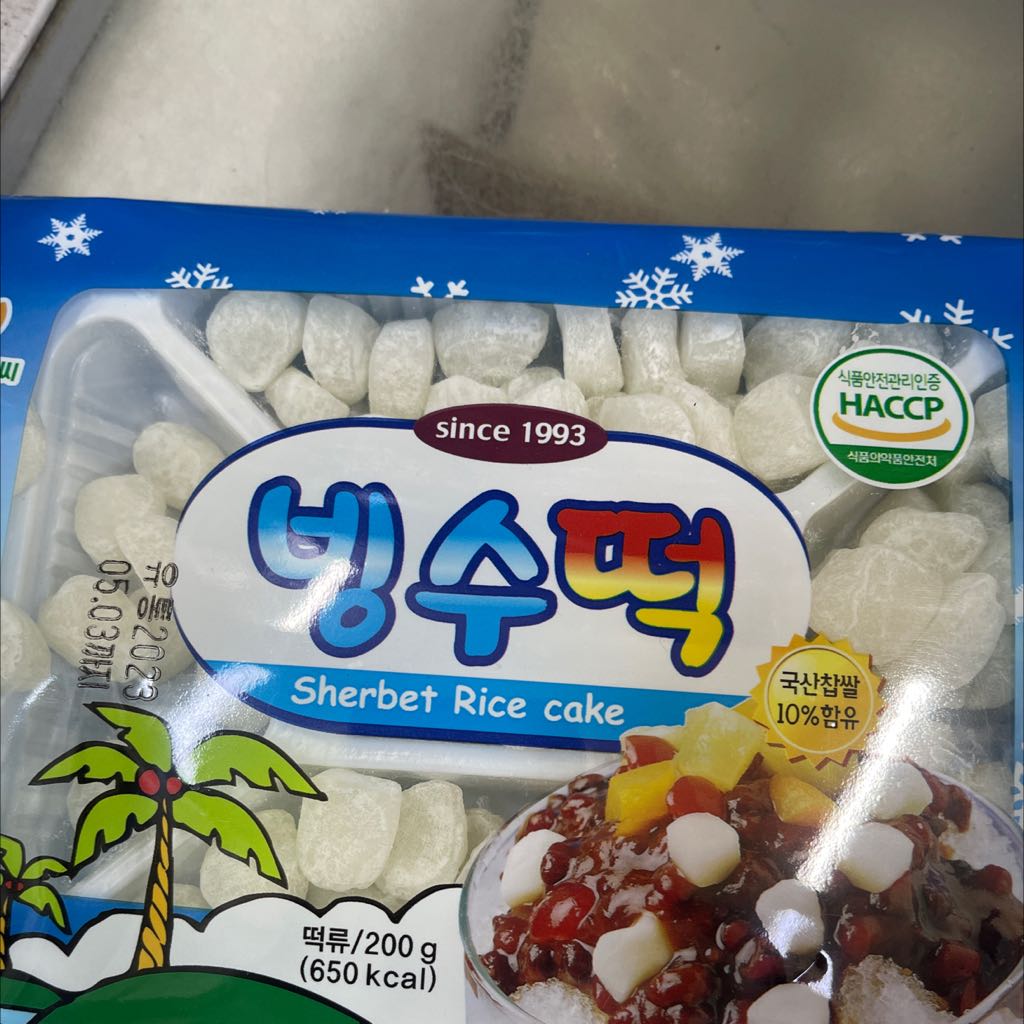 씨
식품안전관리인증
HACCP
식품의약품안전처
since 1993
빙수떡
Sherbet Rice cake
유통2023
05.03까지
국산찹쌀
10%함유
떡류/200 g
(650 kcal)